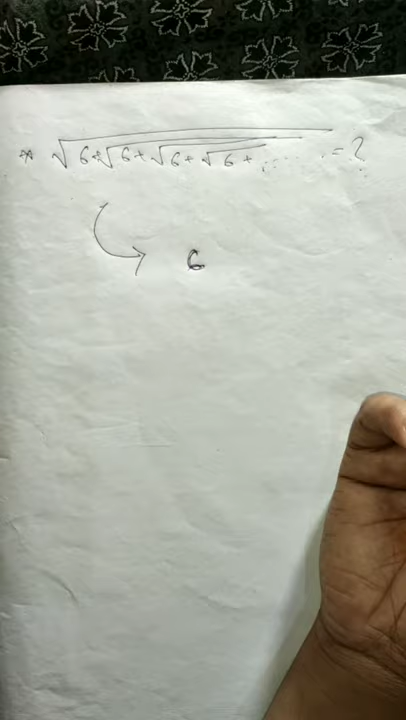 * √6+√6+√6+√6+....... = ?
6